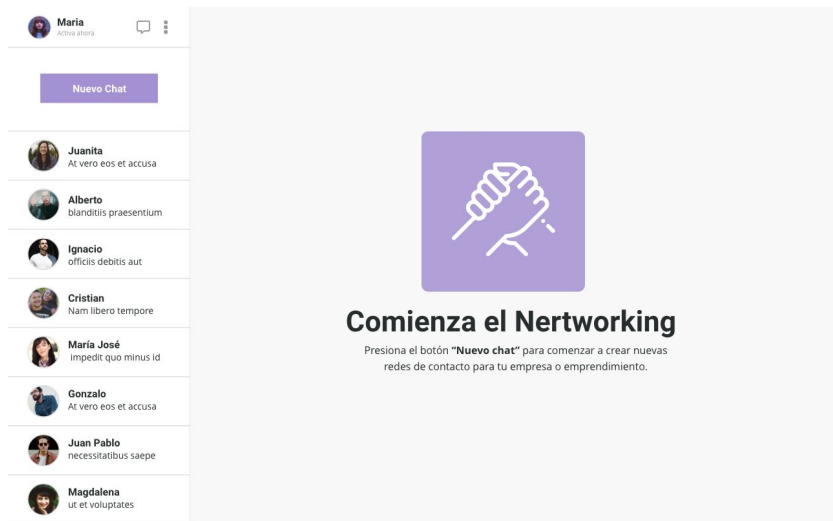 Maria
Activa ahora
Nuevo Chat
Juanita
At vero eos et accusa
Alberto
blanditiis praesentium
Ignacio
officiis debitis aut
Cristian
Nam libero tempore
María José
impedit quo minus id
Gonzalo
At vero eos et accusa
Juan Pablo
necessitatibus saepe
Magdalena
ut et voluptates
Comienza el Nertworking
Presiona el botón “Nuevo chat” para comenzar a crear nuevas
redes de contacto para tu empresa o emprendimiento.